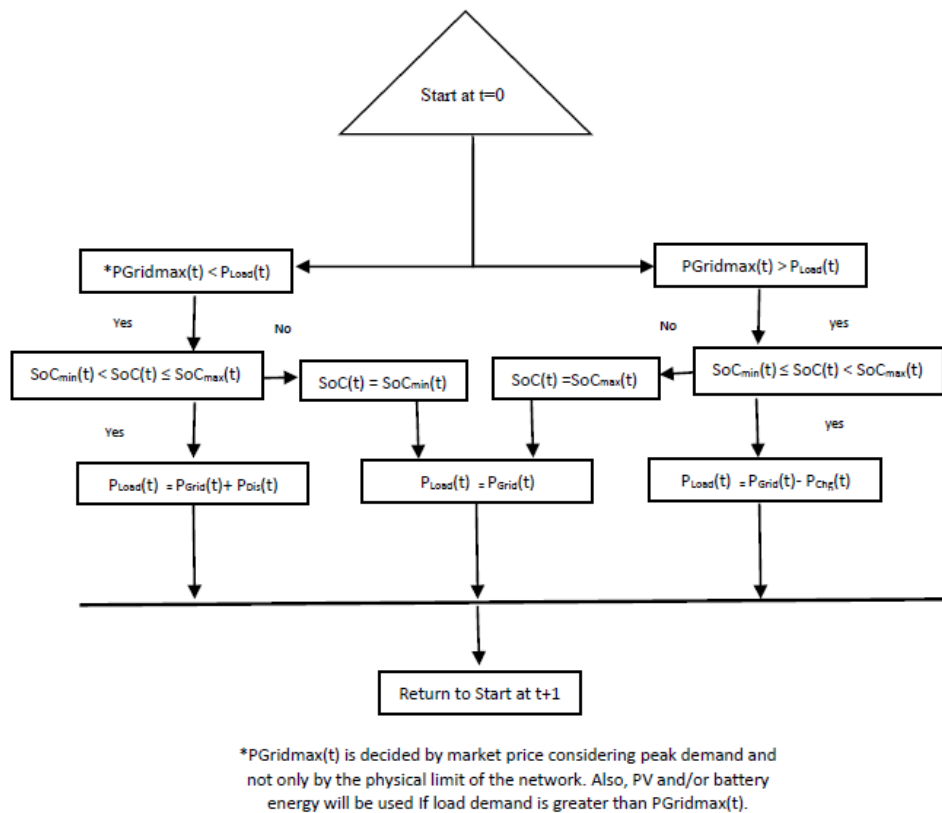 Start at t=0
*PGridmax(t) < PLoad(t)
PGridmax(t) > PLoad(t)
Yes
No
No
yes
SoCmin(t) < SoC(t) ≤ SoCmax(t)
SoC(t) = SoCmin(t)
SoC(t) =SoCmax(t)
SoCmin(t) ≤ SoC(t) < SoCmax(t)
Yes
yes
PLoad(t) = PGrid(t)+ PDis(t)
PLoad(t) = PGrid(t)
PLoad(t) = PGrid(t)- PChg(t)
Return to Start at t+1
*PGridmax(t) is decided by market price considering peak demand and
not only by the physical limit of the network. Also, PV and/or battery
energy will be used If load demand is greater than PGridmax(t).